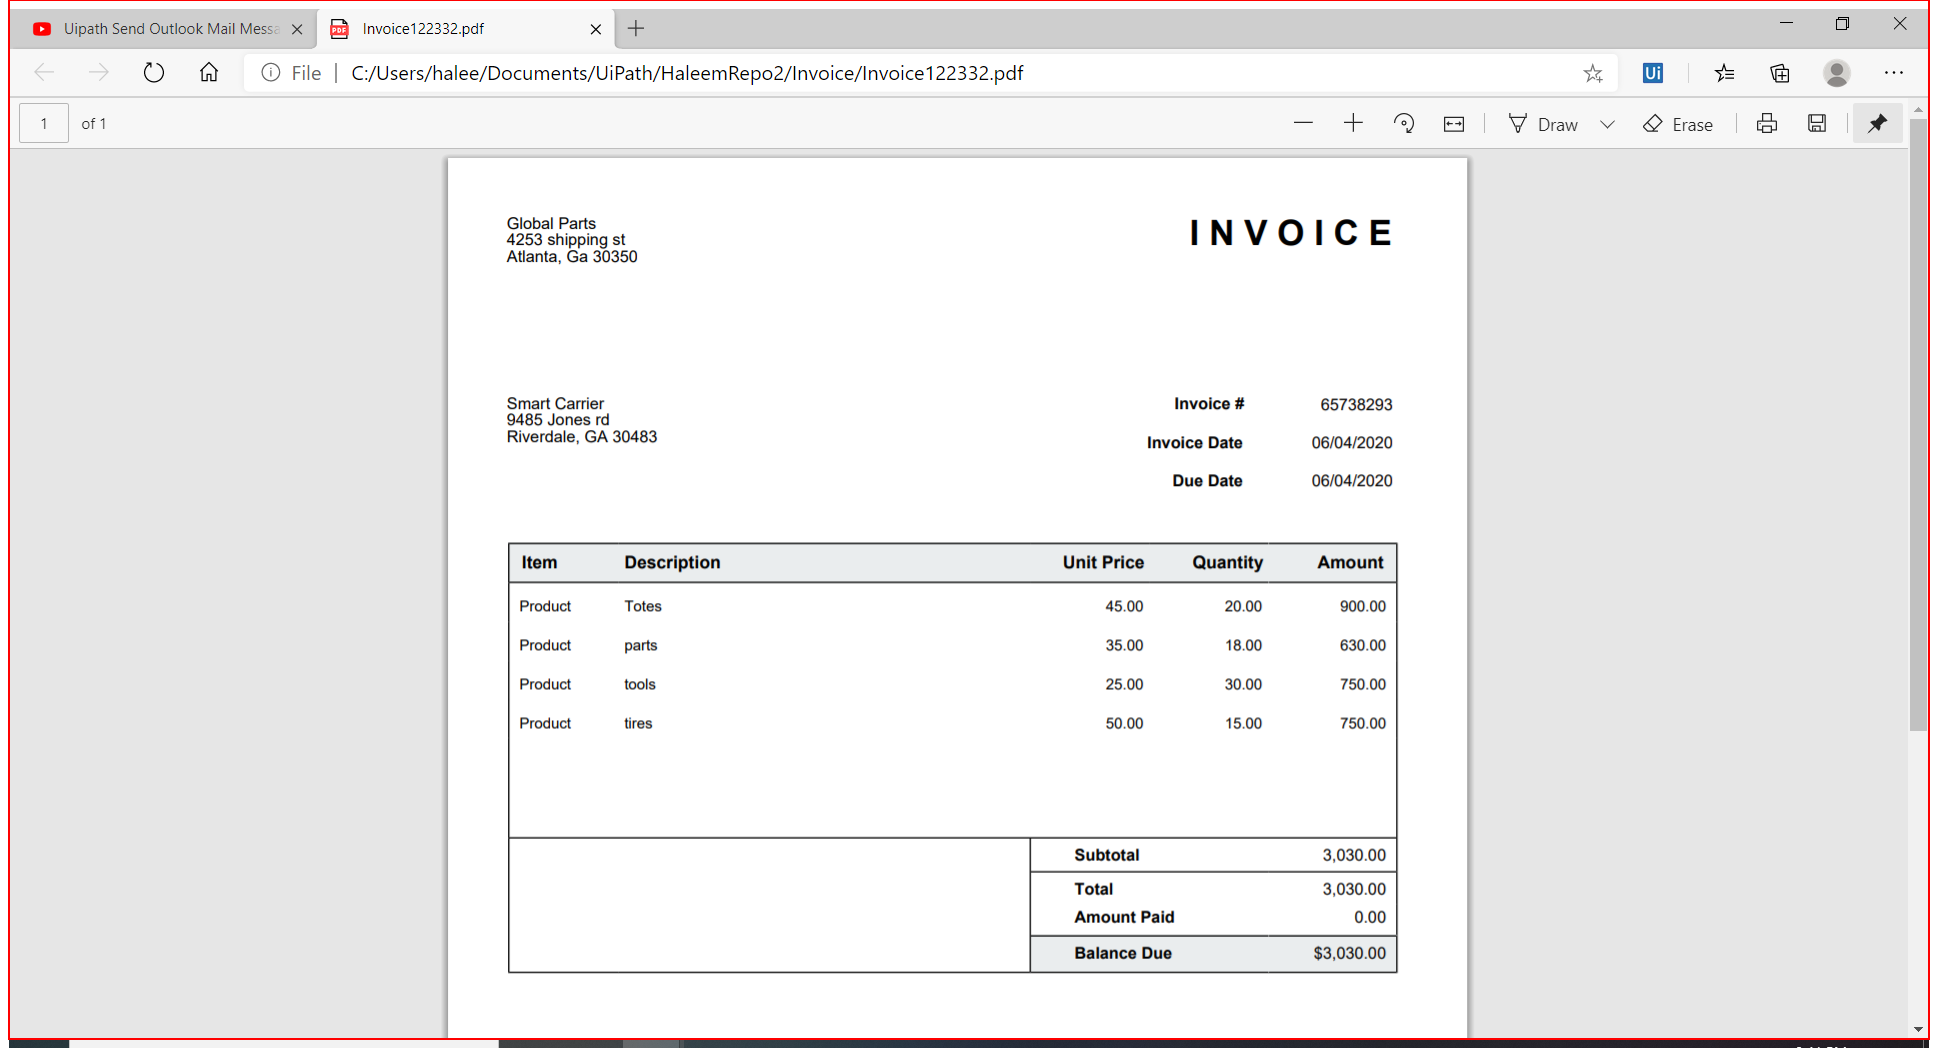 Uipath Send Outlook Mail Messa
Invoice122332.pdf
File | C:/Users/halee/Documents/UiPath/HaleemRepo2/Invoice/Invoice122332.pdf
Ui
1 of 1
Draw
Erase
Global Parts
4253 shipping st
Atlanta, Ga 30350
INVOICE
Smart Carrier
9485 Jones rd
Riverdale, GA 30483
Invoice # 65738293
Invoice Date 06/04/2020
Due Date 06/04/2020
Item Description Unit Price Quantity Amount
Product Totes 45.00 20.00 900.00
Product parts 35.00 18.00 630.00
Product tools 25.00 30.00 750.00
Product tires 50.00 15.00 750.00
Subtotal 3,030.00
Total 3,030.00
Amount Paid 0.00
Balance Due $3,030.00